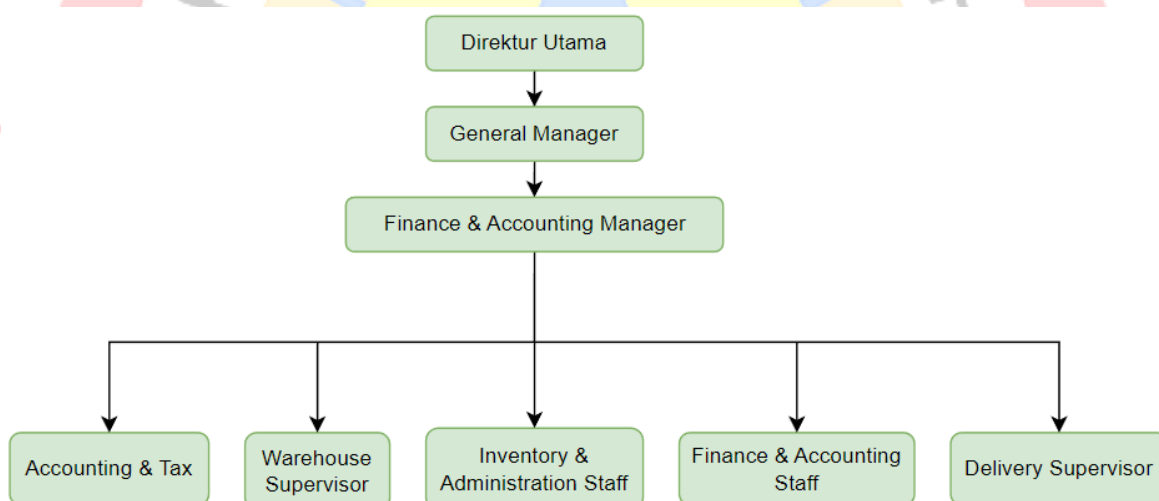 Direktur Utama
General Manager
Finance & Accounting Manager
Accounting & Tax
Warehouse
Supervisor
Inventory &
Administration Staff
Finance & Accounting
Staff
Delivery Supervisor